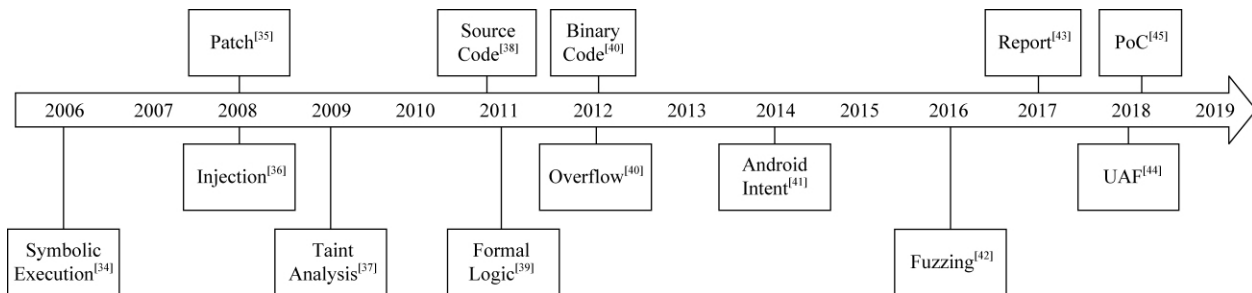 Patch[35]
Source
Code[38]
Binary
Code[40]
Report[43]
PoC[45]
2006 2007 2008 2009 2010 2011 2012 2013 2014 2015 2016 2017 2018 2019
Injection[36]
Overflow[40]
Android
Intent[41]
UAF[44]
Symbolic
Execution[34]
Taint
Analysis[37]
Formal
Logic[39]
Fuzzing[42]